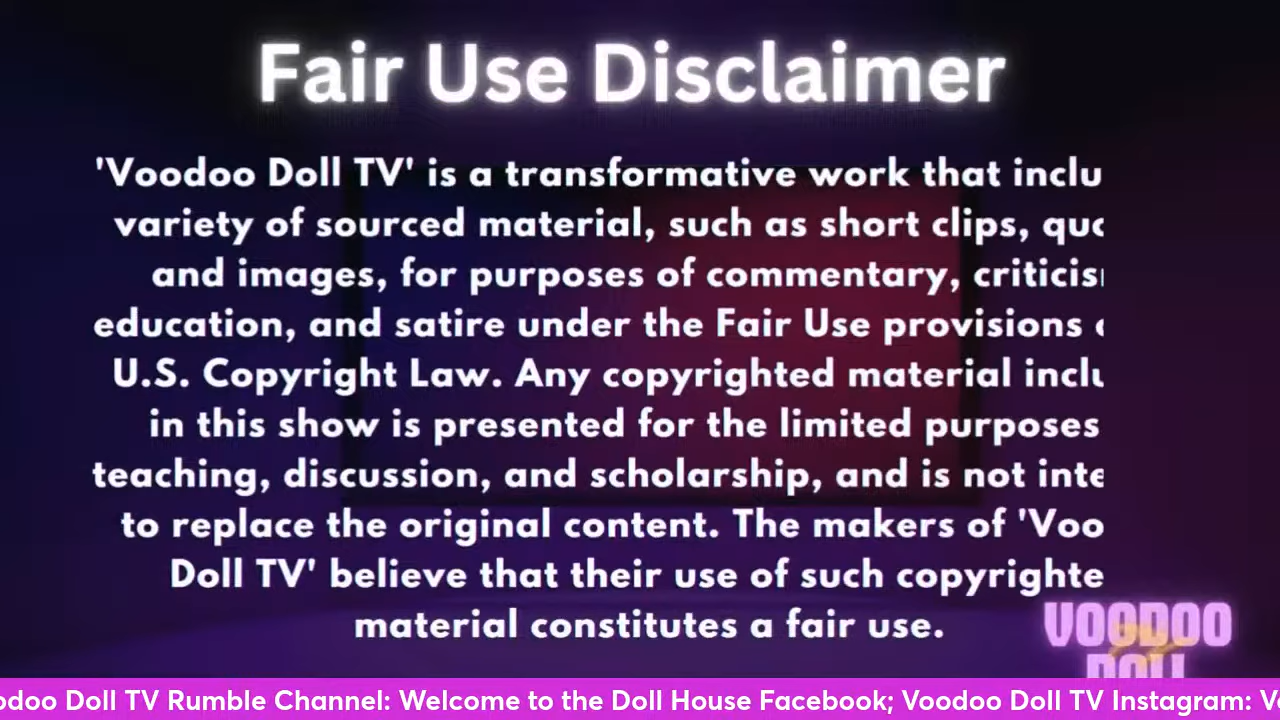 Fair Use Disclaimer
'Voodoo Doll TV' is a transformative work that inclu
variety of sourced material, such as short clips, quo
and images, for purposes of commentary, criticis
education, and satire under the Fair Use provisions
U.S. Copyright Law. Any copyrighted material inclu
in this show is presented for the limited purposes
teaching, discussion, and scholarship, and is not inte
to replace the original content. The makers of 'Voo
Doll TV' believe that their use of such copyrighte
material constitutes a fair use.
VOODOO
DOLL
odoo Doll TV Rumble Channel: Welcome to the Doll House Facebook; Voodoo Doll TV Instagram: Vo